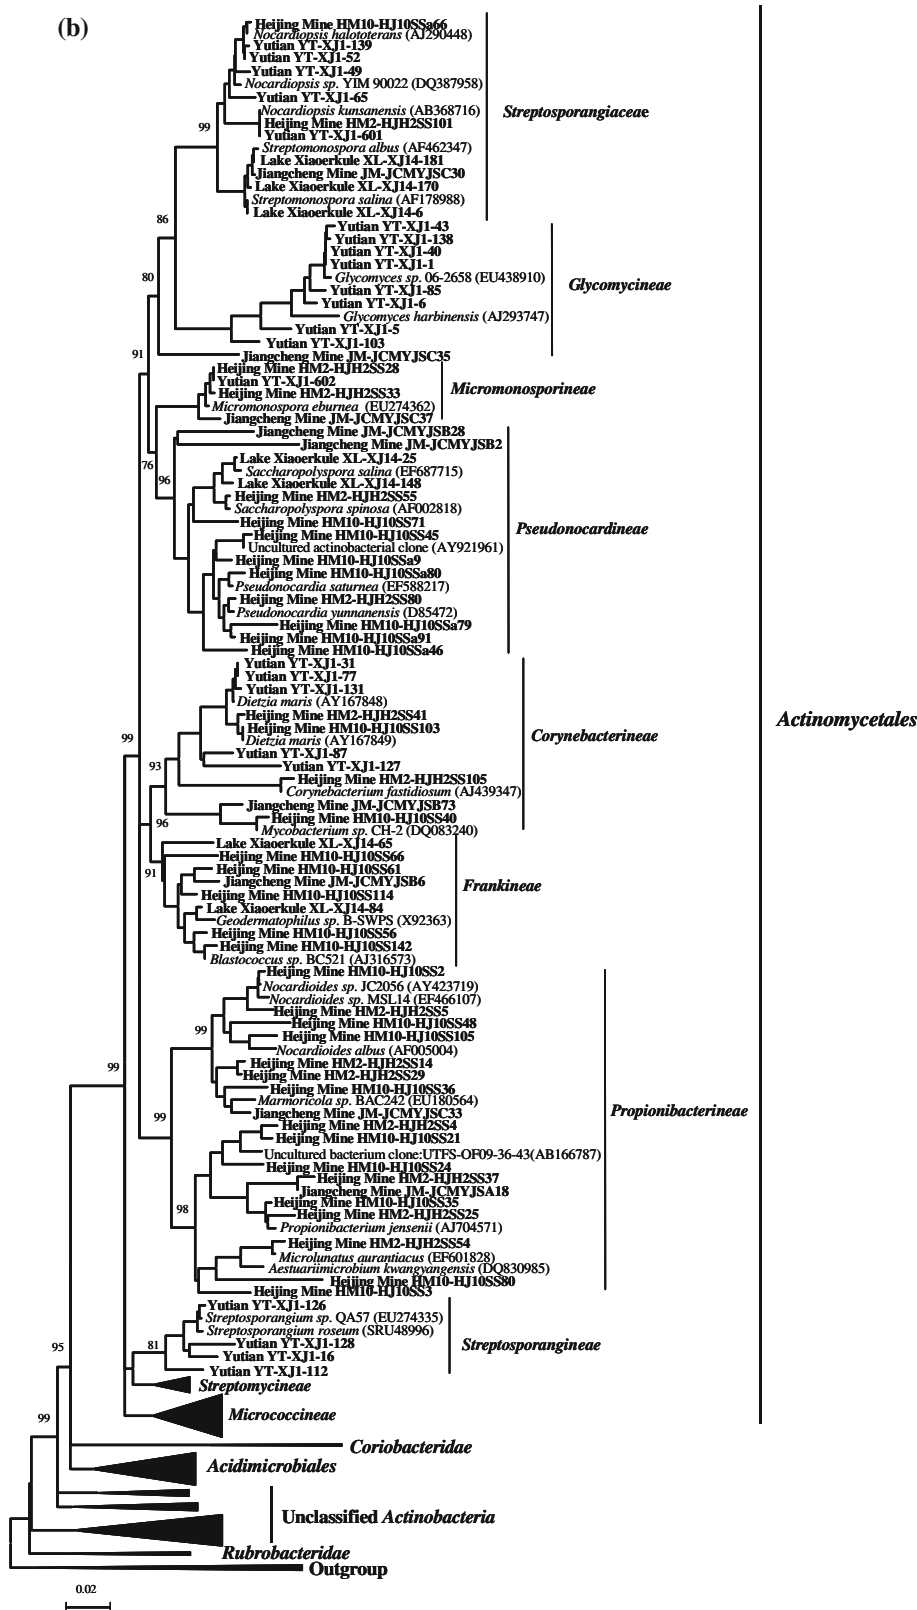 (b)
Heijing Mine HM10-HJ10SSa66
Nocardiopsis halototerans (AJ290448)
Yutian YT-XJ1-139
Yutian YT-XJ1-52
Yutian YT-XJ1-49
Nocardiopsis sp. YIM 90022 (DQ387958)
Yutian YT-XJ1-65
Nocardiopsis kunsanensis (AB368716)
Streptosporangiaceae
Heijing Mine HM2-HJH2SS101
99
Yutian YT-XJ1-601
Streptomonospora albus (AF462347)
Lake Xiaoerkule XL-XJ14-181
Jiangcheng Mine JM-JCMYJSC30
Lake Xiaoerkule XL-XJ14-170
Streptomonospora salina (AF178988)
Lake Xiaoerkule XL-XJ14-6
86
Yutian YT-XJ1-43
Yutian YT-XJ1-138
Yutian YT-XJ1-40
Yutian YT-XJ1-1
80
Glycomyces sp. 06-2658 (EU438910)
Glycomycineae
Yutian YT-XJ1-85
Yutian YT-XJ1-6
Glycomyces harbinensis (AJ293747)
Yutian YT-XJ1-5
Yutian YT-XJ1-103
91
Jiangcheng Mine JM-JCMYJSC35
Heijing Mine HM2-HJH2SS28
Yutian YT-XJ1-602
Micromonosporineae
Heijing Mine HM2-HJH2SS33
Micromonospora eburnea (EU274362)
Jiangcheng Mine JM-JCMYJSC37
Jiangcheng Mine JM-JCMYJSB28
Jiangcheng Mine JM-JCMYJSB2
Lake Xiaoerkule XL-XJ14-25
76
Saccharopolyspora salina (EF687715)
96
Lake Xiaoerkule XL-XJ14-148
Heijing Mine HM2-HJH2SS55
Saccharopolyspora spinosa (AF002818)
Heijing Mine HM10-HJ10SS71
Pseudonocardineae
Heijing Mine HM10-HJ10SS45
Uncultured actinobacterial clone (AY921961)
Heijing Mine HM10-HJ10SSa9
Heijing Mine HM10-HJ10SSa80
Pseudonocardia saturnea (EF588217)
Heijing Mine HM2-HJH2SS80
Pseudonocardia yunnanensis (D85472)
Heijing Mine HM10-HJ10SSa79
Heijing Mine HM10-HJ10SSa91
Heijing Mine HM10-HJ10SSa46
Yutian YT-XJ1-31
Yutian YT-XJ1-77
Yutian YT-XJ1-131
Dietzia maris (AY167848)
Heijing Mine HM2-HJH2SS41
Actinomycetales
Heijing Mine HM10-HJ10SS103
Corynebacterineae
99
Dietzia maris (AY167849)
Yutian YT-XJ1-87
93
Yutian YT-XJ1-127
Heijing Mine HM2-HJH2SS105
Corynebacterium fastidiosum (AJ439347)
Jiangcheng Mine JM-JCMYJSB73
Heijing Mine HM10-HJ10SS40
96
Mycobacterium sp. CH-2 (DQ083240)
Lake Xiaoerkule XL-XJ14-65
Heijing Mine HM10-HJ10SS66
Heijing Mine HM10-HJ10SS61
91
Jiangcheng Mine JM-JCMYJSB6
Frankineae
Heijing Mine HM10-HJ10SS114
Lake Xiaoerkule XL-XJ14-84
Geodermatophilus sp. B-SWPS (X92363)
Heijing Mine HM10-HJ10SS56
Heijing Mine HM10-HJ10SS142
Blastococcus sp. BC521 (AJ316573)
Heijing Mine HM10-HJ10SS2
Nocardioides sp. JC2056 (AY423719)
Nocardioides sp. MSL14 (EF466107)
Heijing Mine HM2-HJH2SS5
Heijing Mine HM10-HJ10SS48
99
Heijing Mine HM10-HJ10SS105
Nocardioides albus (AF005004)
Heijing Mine HM2-HJH2SS14
99
Heijing Mine HM2-HJH2SS29
Heijing Mine HM10-HJ10SS36
Marmoricola sp. BAC242 (EU180564)
Propionibacterineae
Jiangcheng Mine JM-JCMYJSC33
99
Heijing Mine HM2-HJH2SS4
Heijing Mine HM10-HJ10SS21
Uncultured bacterium clone:UTFS-OF09-36-43(AB166787)
Heijing Mine HM10-HJ10SS24
Heijing Mine HM2-HJH2SS37
Jiangcheng Mine JM-JCMYJSA18
Heijing Mine HM10-HJ10SS35
98
Heijing Mine HM2-HJH2SS25
Propionibacterium jensenii (AJ704571)
Heijing Mine HM2-HJH2SS54
Microlunatus aurantiacus (EF601828)
Aestuariimicrobium kwangyangensis (DQ830985)
Heijing Mine HM10-HJ10SS80
Heijing Mine HM10-HJ10SS3
Yutian YT-XJ1-126
Streptosporangium sp. QA57 (EU274335)
Streptosporangium roseum (SRU48996)
95
81
Yutian YT-XJ1-128
Streptosporangineae
Yutian YT-XJ1-16
Yutian YT-XJ1-112
Streptomycineae
Micrococcineae
99
Coriobacteridae
Acidimicrobiales
Unclassified Actinobacteria
Rubrobacteridae
Outgroup
0.02